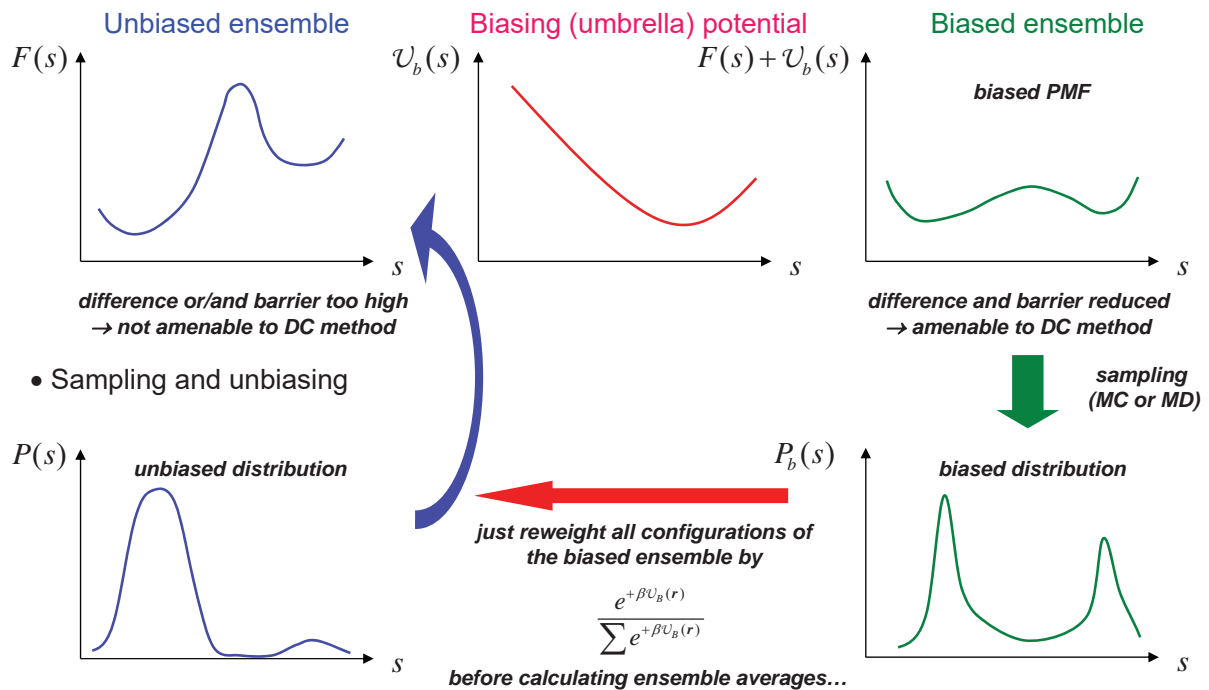 Unbiased ensemble
Biasing (umbrella) potential
Biased ensemble
F(s)
𝒰_b(s)
F(s) + 𝒰_b(s)
biased PMF
s
s
s
difference or/and barrier too high
→ not amenable to DC method
difference and barrier reduced
→ amenable to DC method
• Sampling and unbiasing
sampling
(MC or MD)
P(s)
unbiased distribution
P_b(s)
biased distribution
just reweight all configurations of
the biased ensemble by
e^{+β𝒰_B(r)}
∑ e^{+β𝒰_B(r)}
before calculating ensemble averages…
s
s